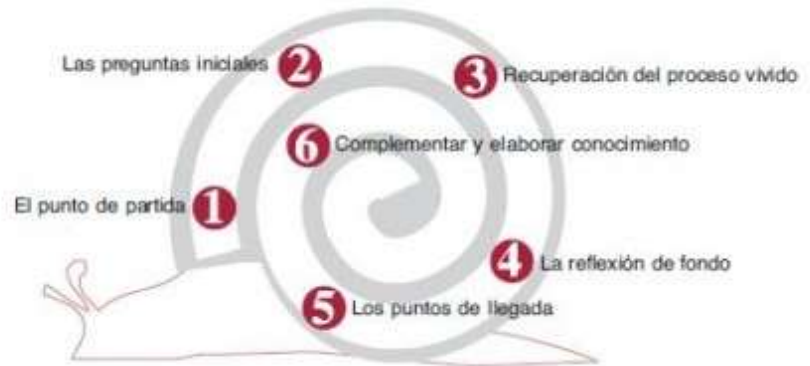 Las preguntas iniciales 2
3 Recuperación del proceso vivido
6 Complementar y elaborar conocimiento
El punto de partida 1
4 La reflexión de fondo
5 Los puntos de llegada